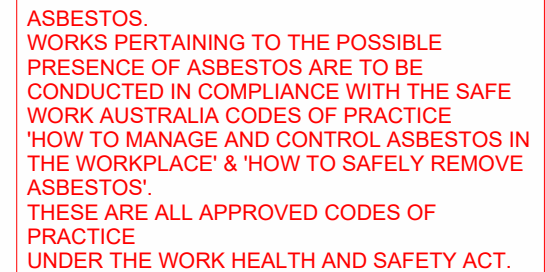 ASBESTOS.
WORKS PERTAINING TO THE POSSIBLE
PRESENCE OF ASBESTOS ARE TO BE
CONDUCTED IN COMPLIANCE WITH THE SAFE
WORK AUSTRALIA CODES OF PRACTICE
'HOW TO MANAGE AND CONTROL ASBESTOS IN
THE WORKPLACE' & 'HOW TO SAFELY REMOVE
ASBESTOS'.
THESE ARE ALL APPROVED CODES OF
PRACTICE
UNDER THE WORK HEALTH AND SAFETY ACT.